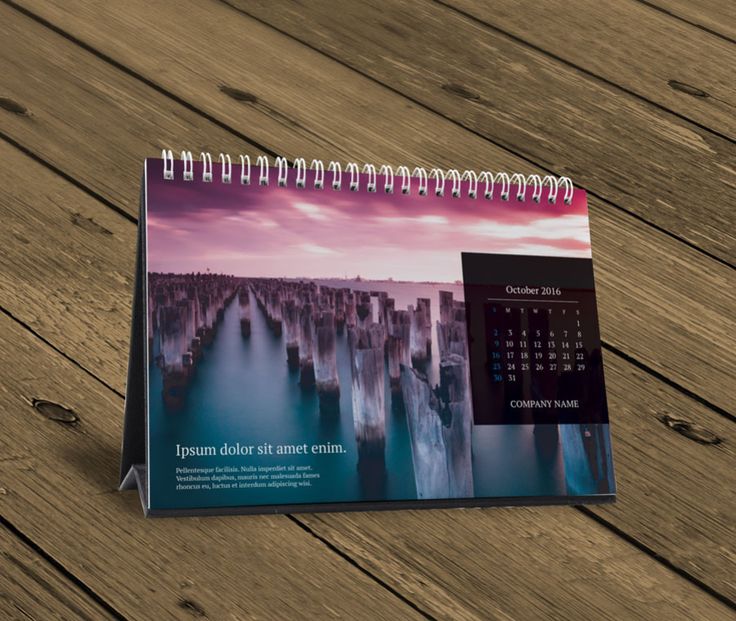 October 2016
S M T W T F S
1
2 3 4 5 6 7 8
9 10 11 12 13 14 15
16 17 18 19 20 21 22
23 24 25 26 27 28 29
30 31
COMPANY NAME
Ipsum dolor sit amet enim.
Pellentesque facilisis. Nulla imperdiet sit amet.
Vestibulum dapibus, mauris nec malesuada fames
rhoncus eu, luctus et interdum adipiscing wisi.